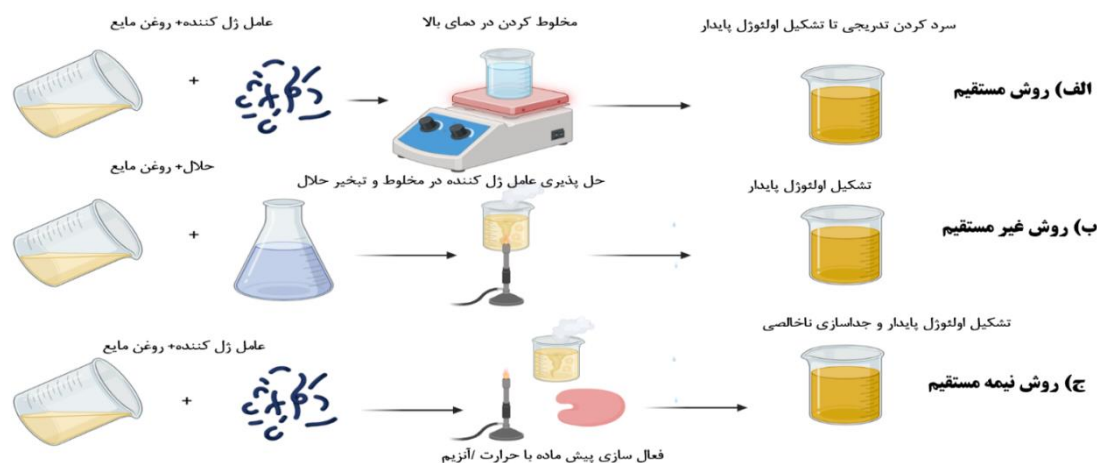 عامل ژل کننده+ روغن مایع
مخلوط کردن در دمای بالا
سرد کردن تدریجی تا تشکیل اولئوژل پایدار
الف) روش مستقیم
حلال+ روغن مایع
حل پذیری عامل ژل کننده در مخلوط و تبخیر حلال
تشکیل اولئوژل پایدار
ب) روش غیر مستقیم
عامل ژل کننده+ روغن مایع
فعال سازی پیش ماده با حرارت /آنزیم
تشکیل اولئوژل پایدار و جداسازی ناخالصی
ج) روش نیمه مستقیم